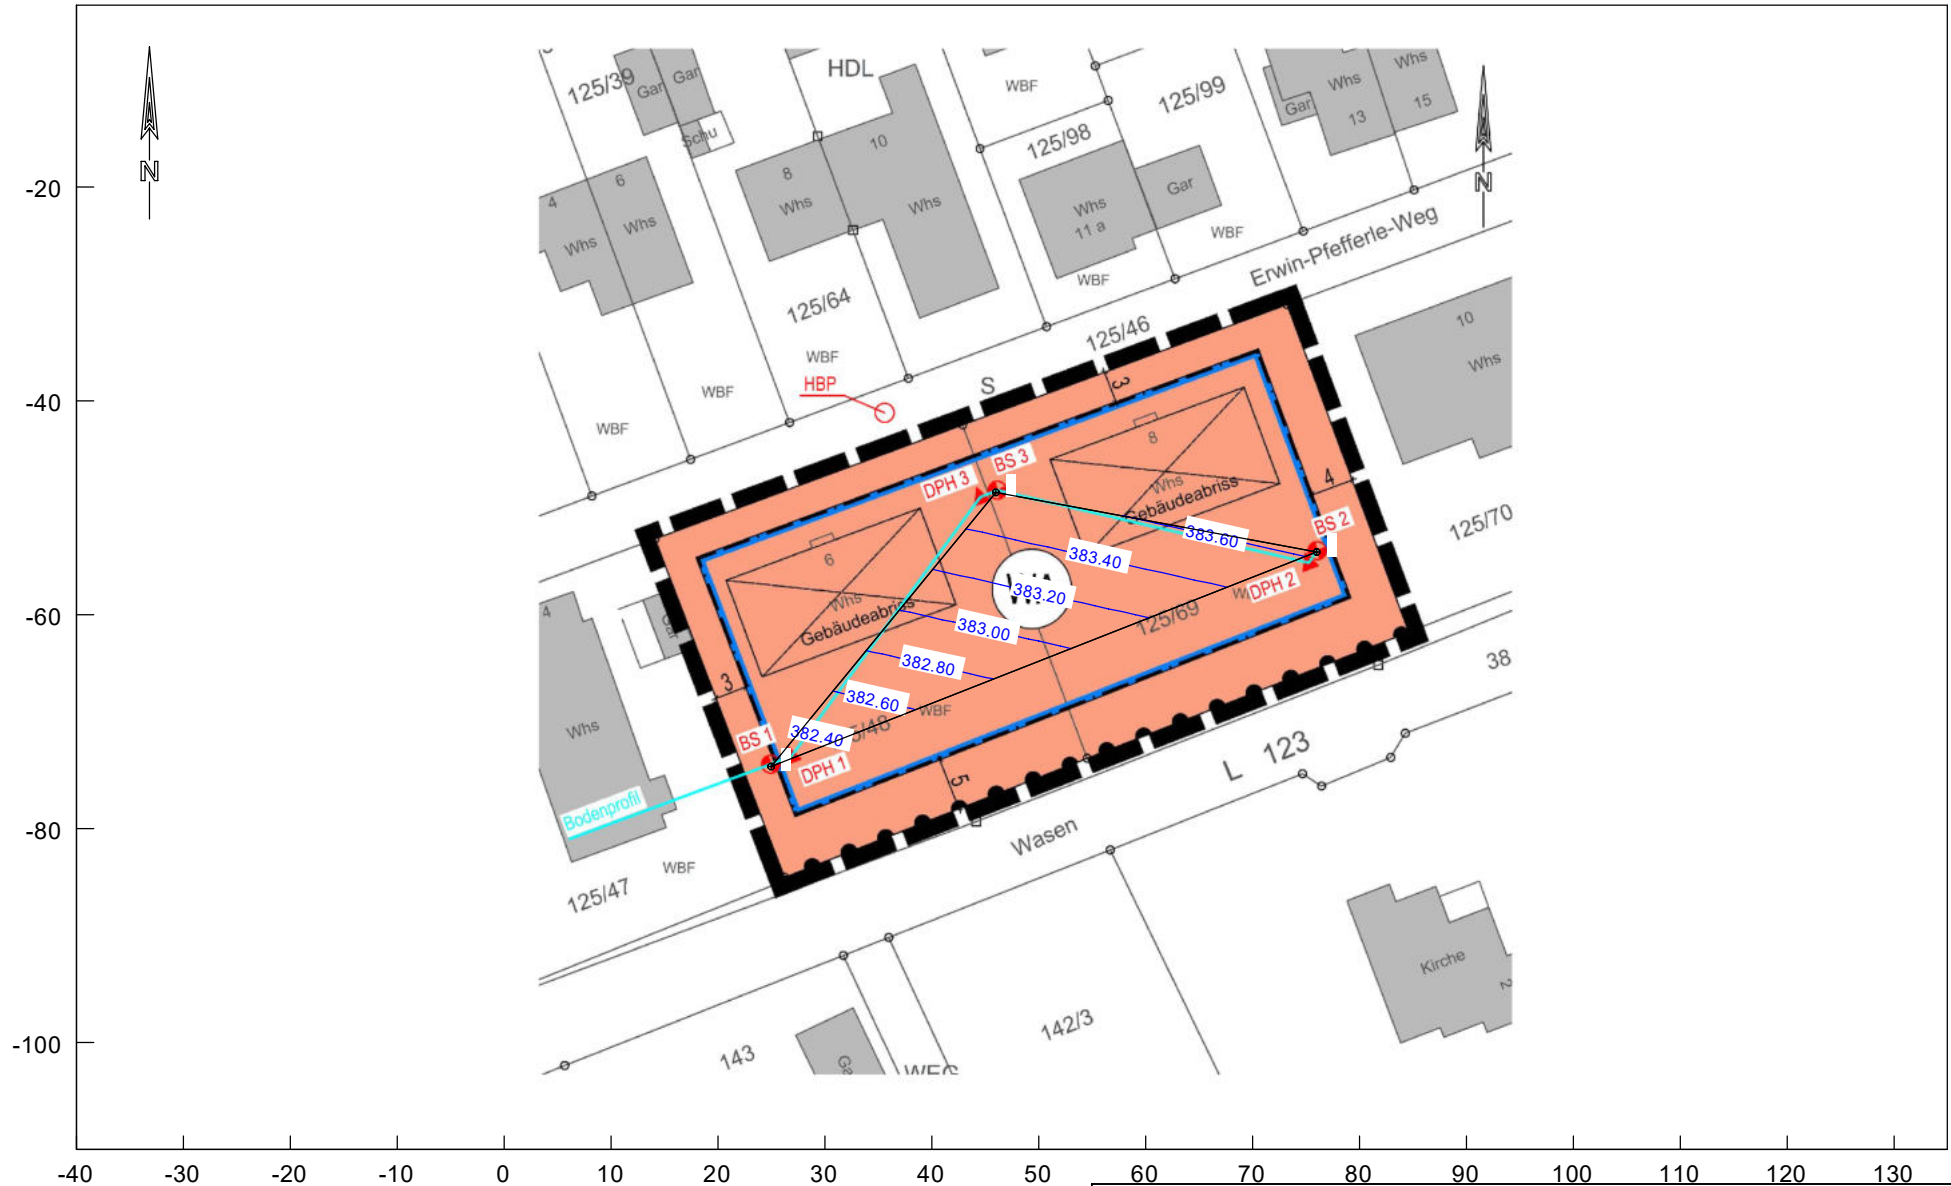 N
N
125/39
Gar
Gar
Schu
HDL
WBF
125/99
125/98
Gar
Whs
13
Whs
15
-20
4
Whs
6
Whs
8
Whs
10
Whs
Whs
11 a
Gar
WBF
WBF
Erwin-Pfefferle-Weg
125/64
125/46
10
Whs
WBF
WBF
WBF
HBP
S
3
-40
8
Whs
Gebäudeabriss
4
125/70
BS 3
DPH 3
BS 2
DPH 2
383.60
383.40
383.20
383.00
382.80
382.60
382.40
6
Whs
Gebäudeabriss
125/69
-60
4
Gar
Whs
3
WBF
BS 1
DPH 1
5
L 123
38
Bodenprofil
-80
WBF
Wasen
125/47
Kirche
2
142/3
143
-100
-40 -30 -20 -10 0 10 20 30 40 50 60 70 80 90 100 110 120 130